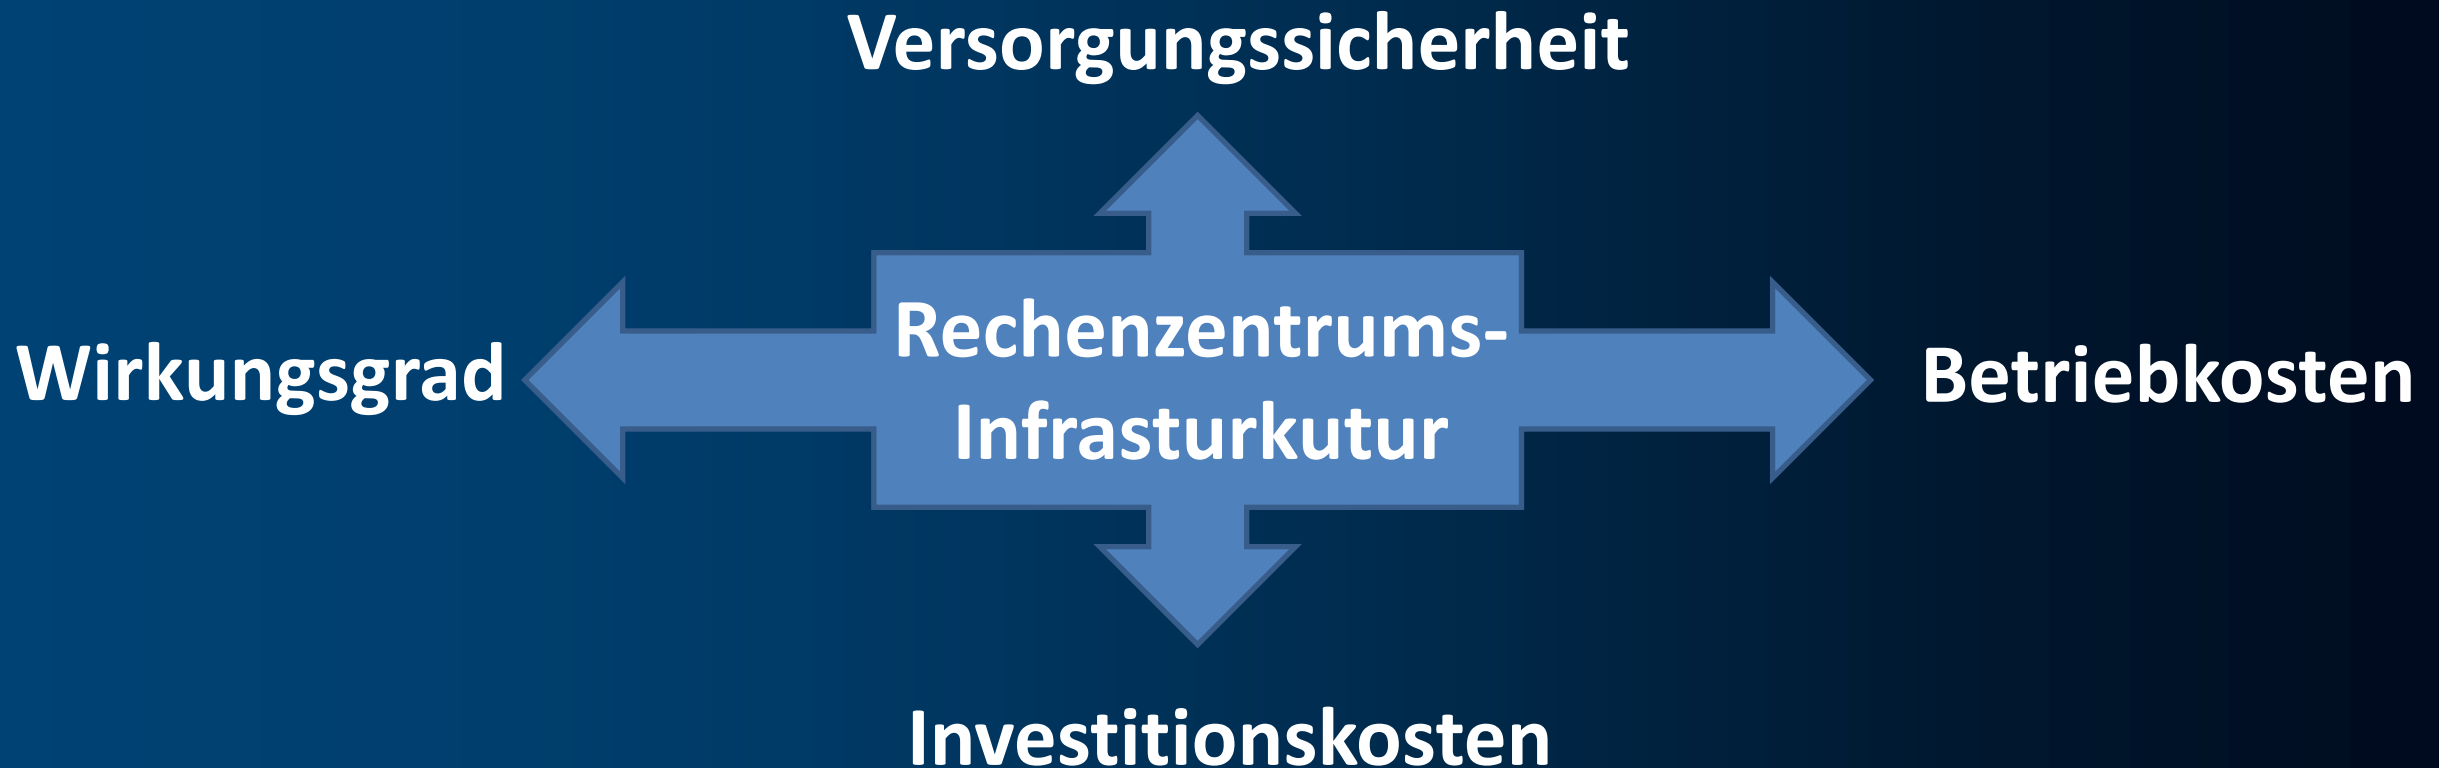 Versorgungssicherheit
Rechenzentrums-
Wirkungsgrad
Betriebkosten
Infrasturkutur
Investitionskosten